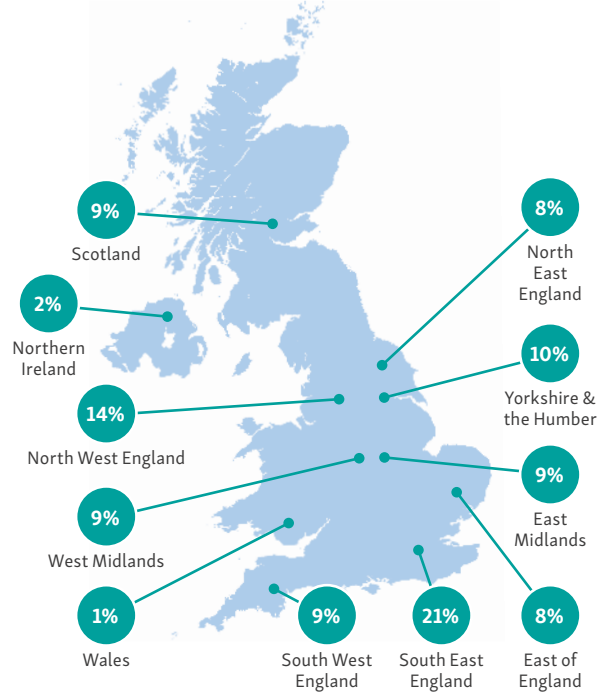 9%
Scotland
8%
North
East
England
2%
Northern
Ireland
10%
Yorkshire &
the Humber
14%
North West England
9%
East
Midlands
9%
West Midlands
1%
Wales
9%
South West
England
21%
South East
England
8%
East of
England